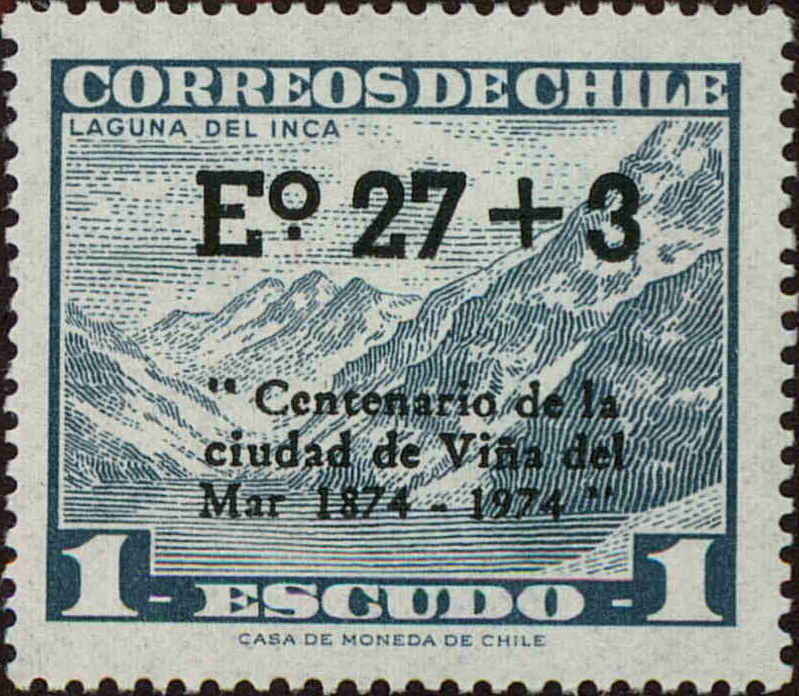 CORREOS DE CHILE
LAGUNA DEL INCA
Eº 27 + 3
" Centenario de la
ciudad de Viña del
Mar 1874 - 1974 "
1 - ESCUDO - 1
CASA DE MONEDA DE CHILE